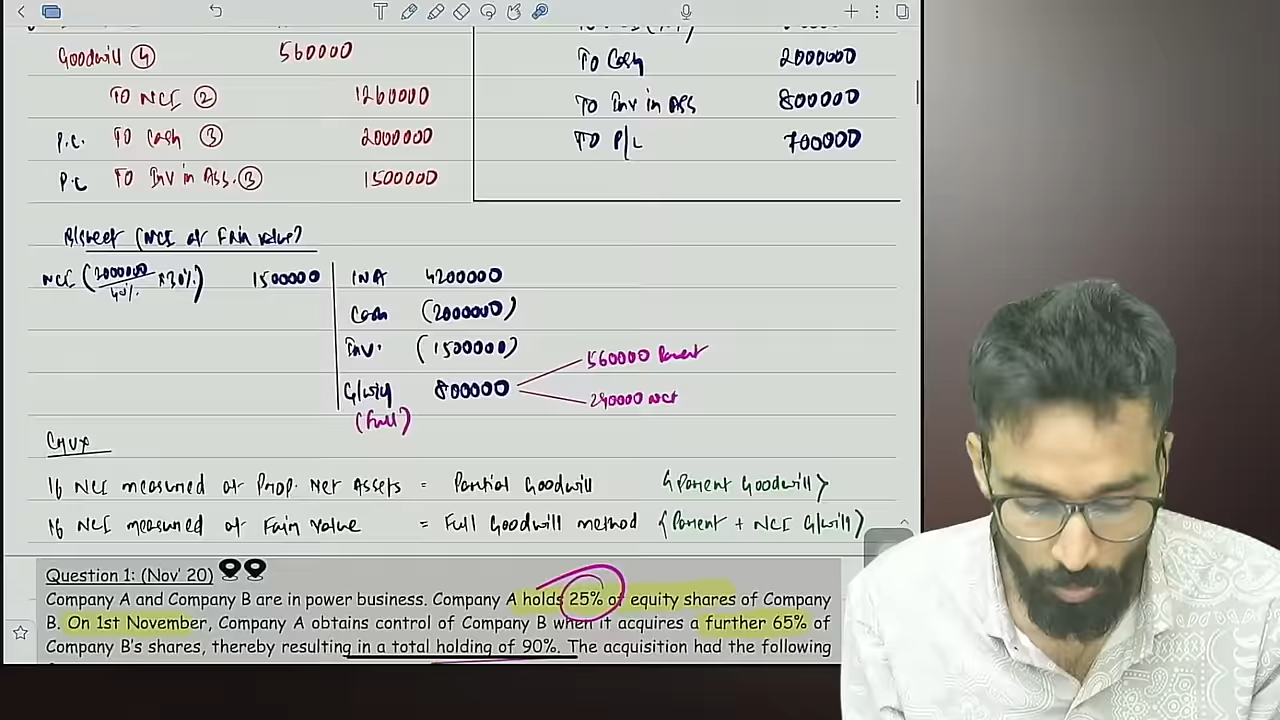 Goodwill ④ 560000
TO NCI ② 1260000
P.C. TO Cash ③ 2000000
P.C TO Inv in Ass. ③ 1500000
To Cash 2000000
To Inv in Ass 800000
TO P/L 700000
B/sheet (NCI at Fair value)
NCI (2000000/40% x30%) 1500000
INA 4200000
Cash (2000000)
Inv. (1500000)
G/will 800000
(Full)
560000 Parent
240000 NCI
Crux
If NCI measured at Prop. Net Assets = Partial Goodwill (Parent Goodwill)
If NCI measured at Fair Value = Full Goodwill method (Parent + NCI G/will)
Question 1: (Nov' 20)
Company A and Company B are in power business. Company A holds 25% of equity shares of Company
B. On 1st November, Company A obtains control of Company B when it acquires a further 65% of
Company B's shares, thereby resulting in a total holding of 90%. The acquisition had the following